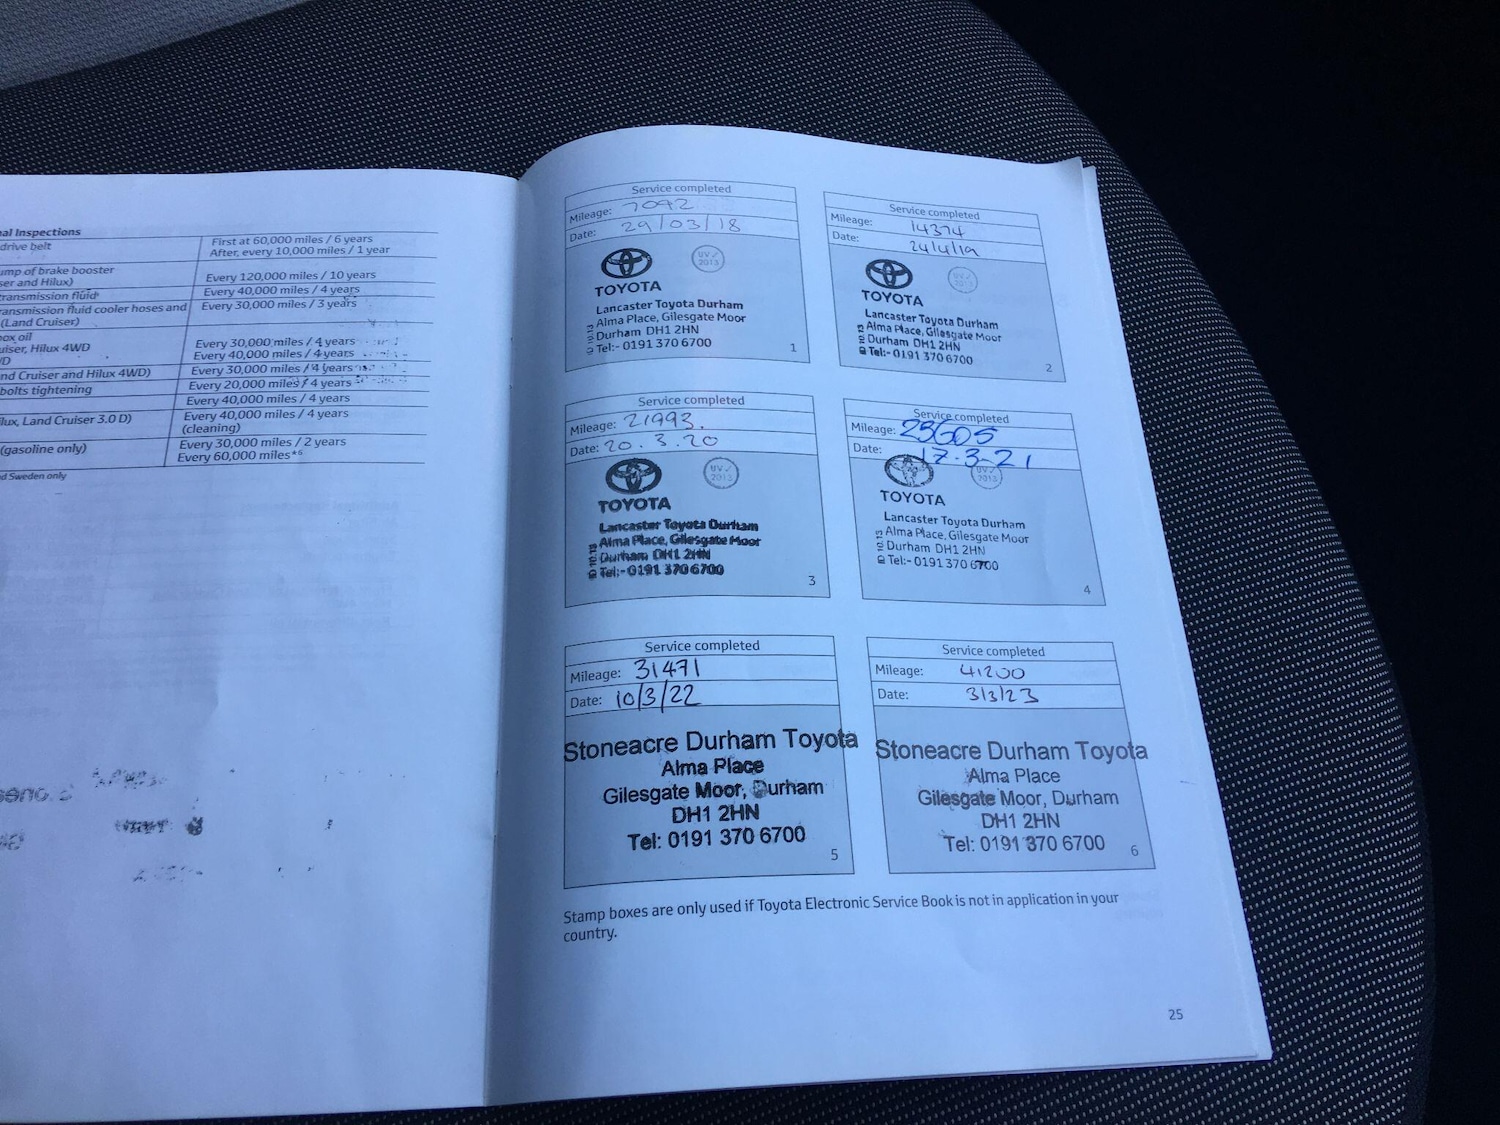 al Inspections
drive belt
First at 60,000 miles / 6 years
After, every 10,000 miles / 1 year
ump of brake booster
ser and Hilux)
Every 120,000 miles / 10 years
transmission fluid
Every 40,000 miles / 4 years
ransmission fluid cooler hoses and
(Land Cruiser)
Every 30,000 miles / 3 years
ox oil
uiser, Hilux 4WD
Every 30,000 miles / 4 years
D
Every 40,000 miles / 4 years
nd Cruiser and Hilux 4WD)
Every 30,000 miles / 4 years
bolts tightening
Every 20,000 miles / 4 years
Every 40,000 miles / 4 years
lux, Land Cruiser 3.0 D)
Every 40,000 miles / 4 years
(cleaning)
(gasoline only)
Every 30,000 miles / 2 years
Every 60,000 miles*6
d Sweden only
Service completed
Mileage: 7042
Date: 29/03/18
UV✓
2013
TOYOTA
Lancaster Toyota Durham
Alma Place, Gilesgate Moor
Durham DH1 2HN
Tel:- 0191 370 6700
1
Service completed
Mileage: 14374
Date: 24/4/19
TOYOTA
Lancaster Toyota Durham
Alma Place, Gilesgate Moor
Durham DH1 2HN
Tel:- 0191 370 6700
2
Service completed
Mileage: 21993.
Date: 20.3.20
UV✓
2013
TOYOTA
Lancaster Toyota Durham
Alma Place, Gilesgate Moor
Durham DH1 2HN
Tel:- 0191 370 6700
3
Service completed
Mileage:
Date: 17-3-21
UV✓
2013
TOYOTA
Lancaster Toyota Durham
Alma Place, Gilesgate Moor
Durham DH1 2HN
Tel:- 0191 370 6700
4
Service completed
Mileage: 31471
Date: 10/3/22
Stoneacre Durham Toyota
Alma Place
Gilesgate Moor, Durham
DH1 2HN
Tel: 0191 370 6700
5
Service completed
Mileage: 41200
Date: 3/3/23
Stoneacre Durham Toyota
Alma Place
Gilesgate Moor, Durham
DH1 2HN
Tel: 0191 370 6700
6
Stamp boxes are only used if Toyota Electronic Service Book is not in application in your
country.
25